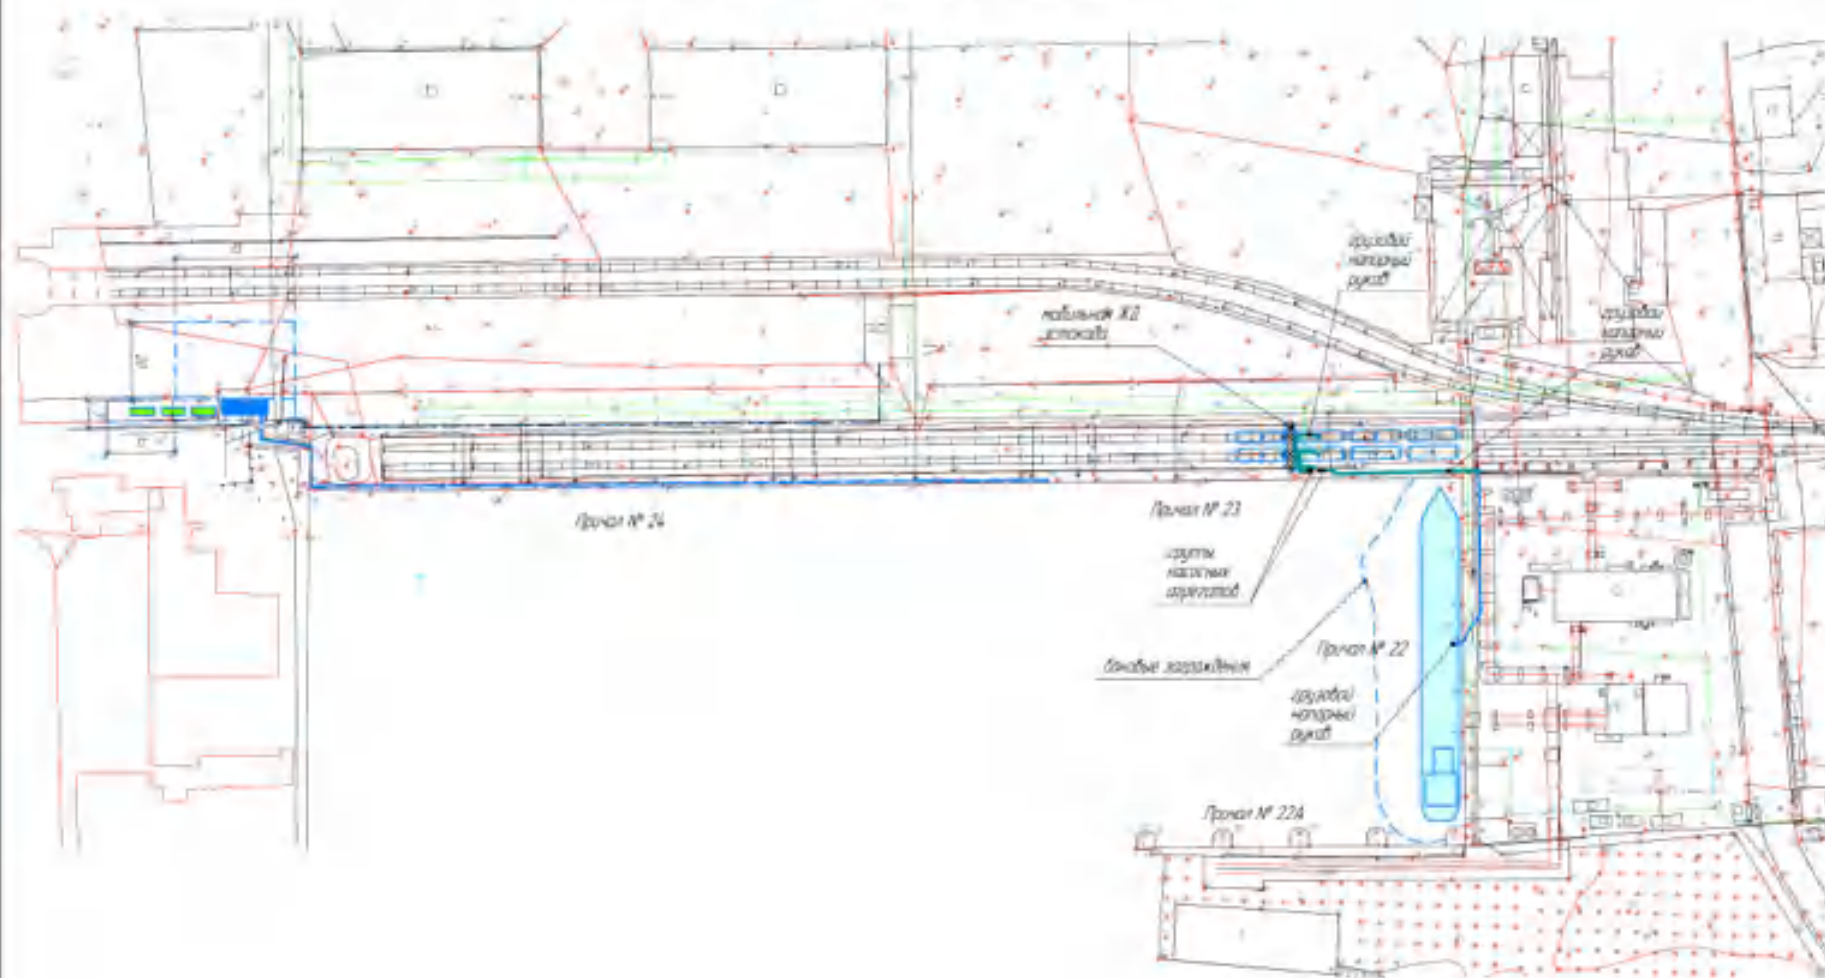 грузовой
напорный
рукав
мобильная ЖД
эстакада
грузовой
напорный
рукав
Причал № 24
Причал № 23
группы
насосных
агрегатов
боновые заграждения
Причал № 22
грузовой
напорный
рукав
Причал № 22А